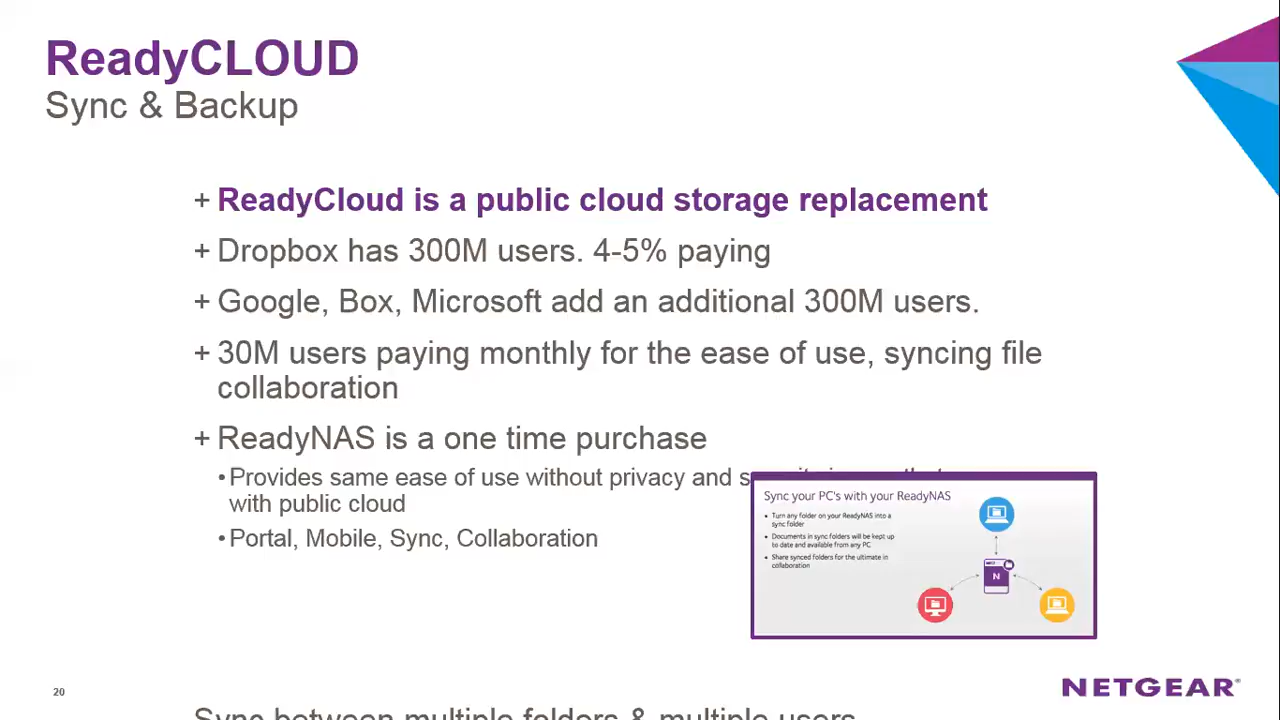 ReadyCLOUD
Sync & Backup
+ ReadyCloud is a public cloud storage replacement
+ Dropbox has 300M users. 4-5% paying
+ Google, Box, Microsoft add an additional 300M users.
+ 30M users paying monthly for the ease of use, syncing file
collaboration
+ ReadyNAS is a one time purchase
• Provides same ease of use without privacy and
with public cloud
• Portal, Mobile, Sync, Collaboration
Sync your PC's with your ReadyNAS
• Turn any folder on your ReadyNAS into a
sync folder
• Documents in sync folders will be kept up
to date and available from any PC
• Share synced folders for the ultimate in
collaboration
N
20
NETGEAR®
Sync between multiple folders & multiple users